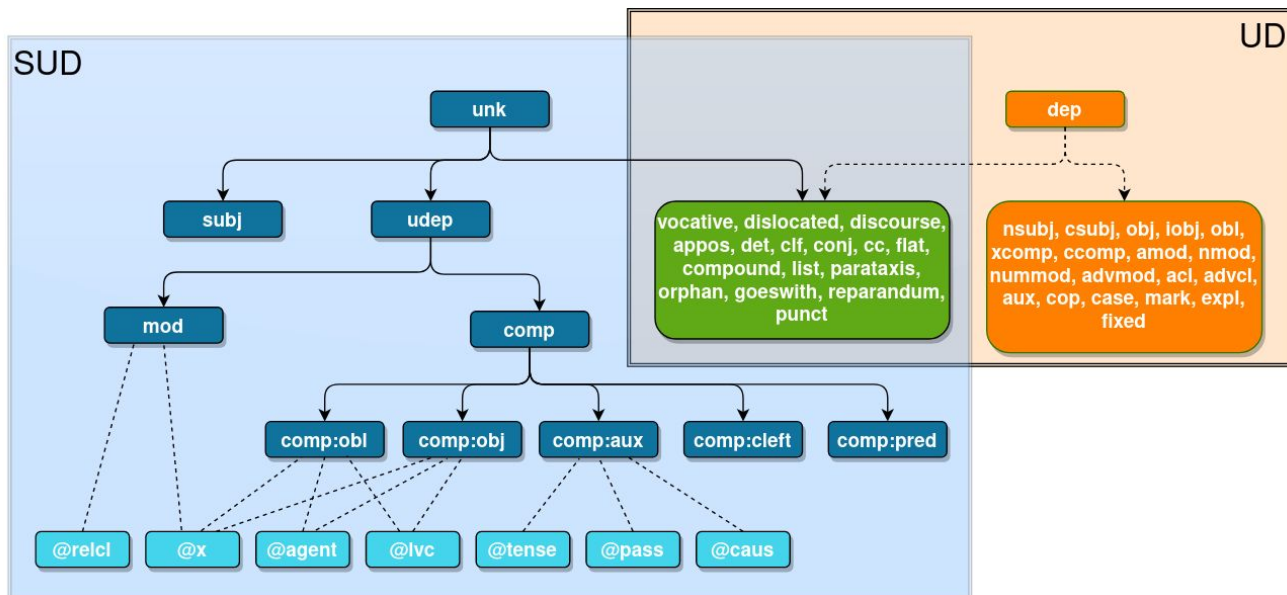 SUD
UD
unk
dep
subj
udep
vocative, dislocated, discourse,
appos, det, clf, conj, cc, flat,
compound, list, parataxis,
orphan, goeswith, reparandum,
punct
nsubj, csubj, obj, iobj, obl,
xcomp, ccomp, amod, nmod,
nummod, advmod, acl, advcl,
aux, cop, case, mark, expl,
fixed
mod
comp
comp:obl
comp:obj
comp:aux
comp:cleft
comp:pred
@relcl
@x
@agent
@lvc
@tense
@pass
@caus